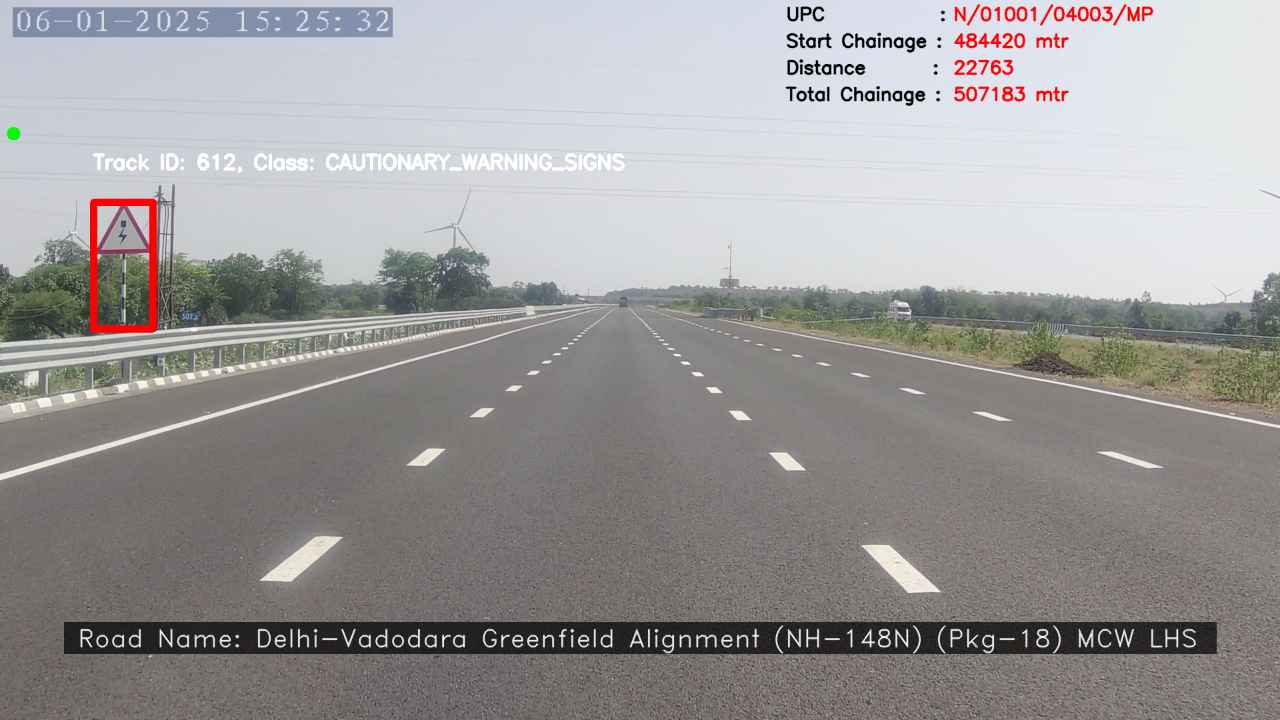 06-01-2025 15:25:32
UPC : N/01001/04003/MP
Start Chainage : 484420 mtr
Distance : 22763
Total Chainage : 507183 mtr
Track ID: 612, Class: CAUTIONARY_WARNING_SIGNS
Road Name: Delhi-Vadodara Greenfield Alignment (NH-148N) (Pkg-18) MCW LHS